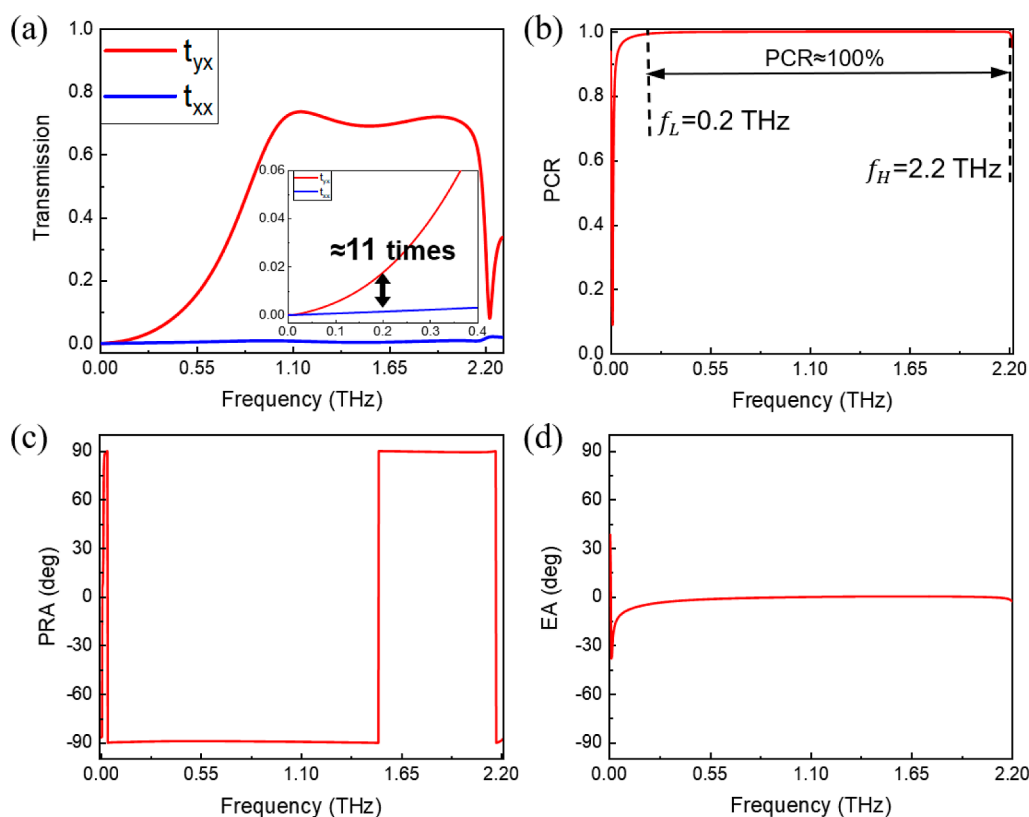 (a)
1.0
0.8
0.6
0.4
0.2
0.0
Transmission
t_yx
t_xx
0.06
0.04
0.02
0.00
t_yx
t_xx
≈11 times
0.0 0.1 0.2 0.3 0.4
0.00 0.55 1.10 1.65 2.20
Frequency (THz)
(b)
1.0
0.8
0.6
0.4
0.2
0.0
PCR
PCR≈100%
f_L=0.2 THz
f_H=2.2 THz
0.00 0.55 1.10 1.65 2.20
Frequency (THz)
(c)
90
60
30
0
-30
-60
-90
PRA (deg)
0.00 0.55 1.10 1.65 2.20
Frequency (THz)
(d)
90
60
30
0
-30
-60
-90
EA (deg)
0.00 0.55 1.10 1.65 2.20
Frequency (THz)